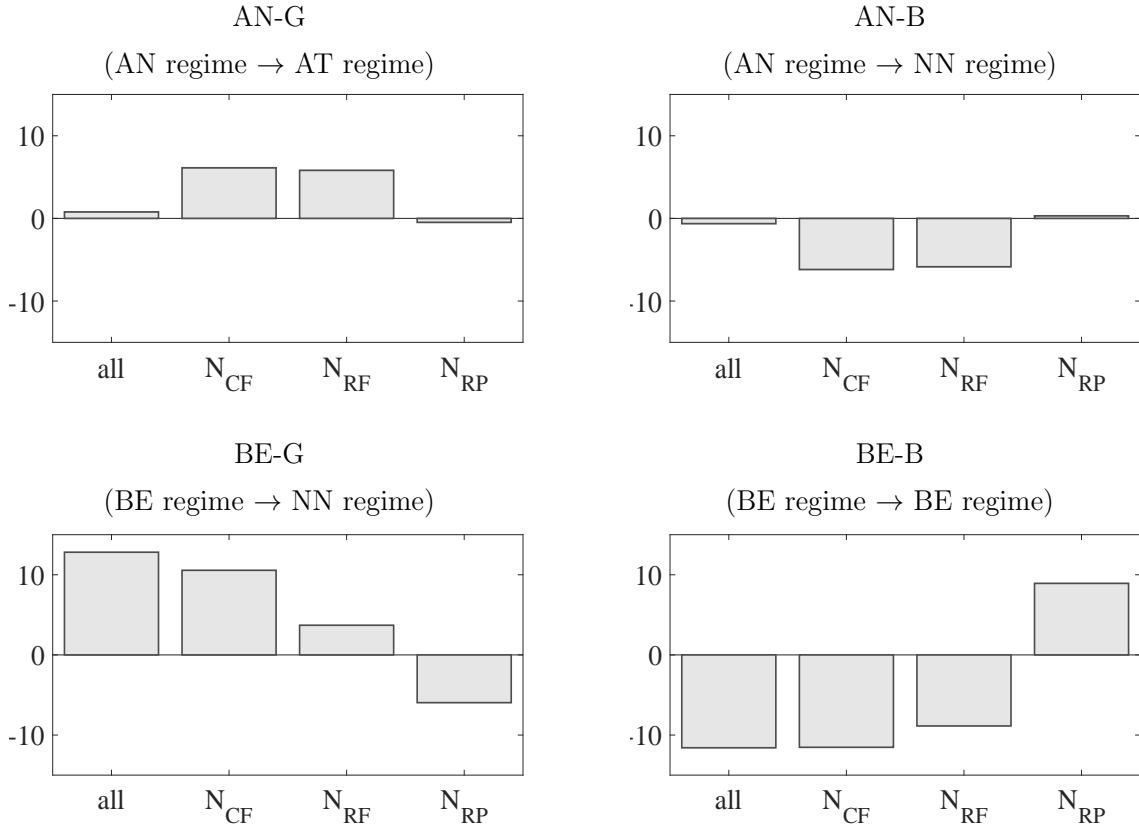 AN-G
(AN regime → AT regime)
10
0
-10
all N_CF N_RF N_RP
AN-B
(AN regime → NN regime)
10
0
-10
all N_CF N_RF N_RP
BE-G
(BE regime → NN regime)
10
0
-10
all N_CF N_RF N_RP
BE-B
(BE regime → BE regime)
10
0
-10
all N_CF N_RF N_RP